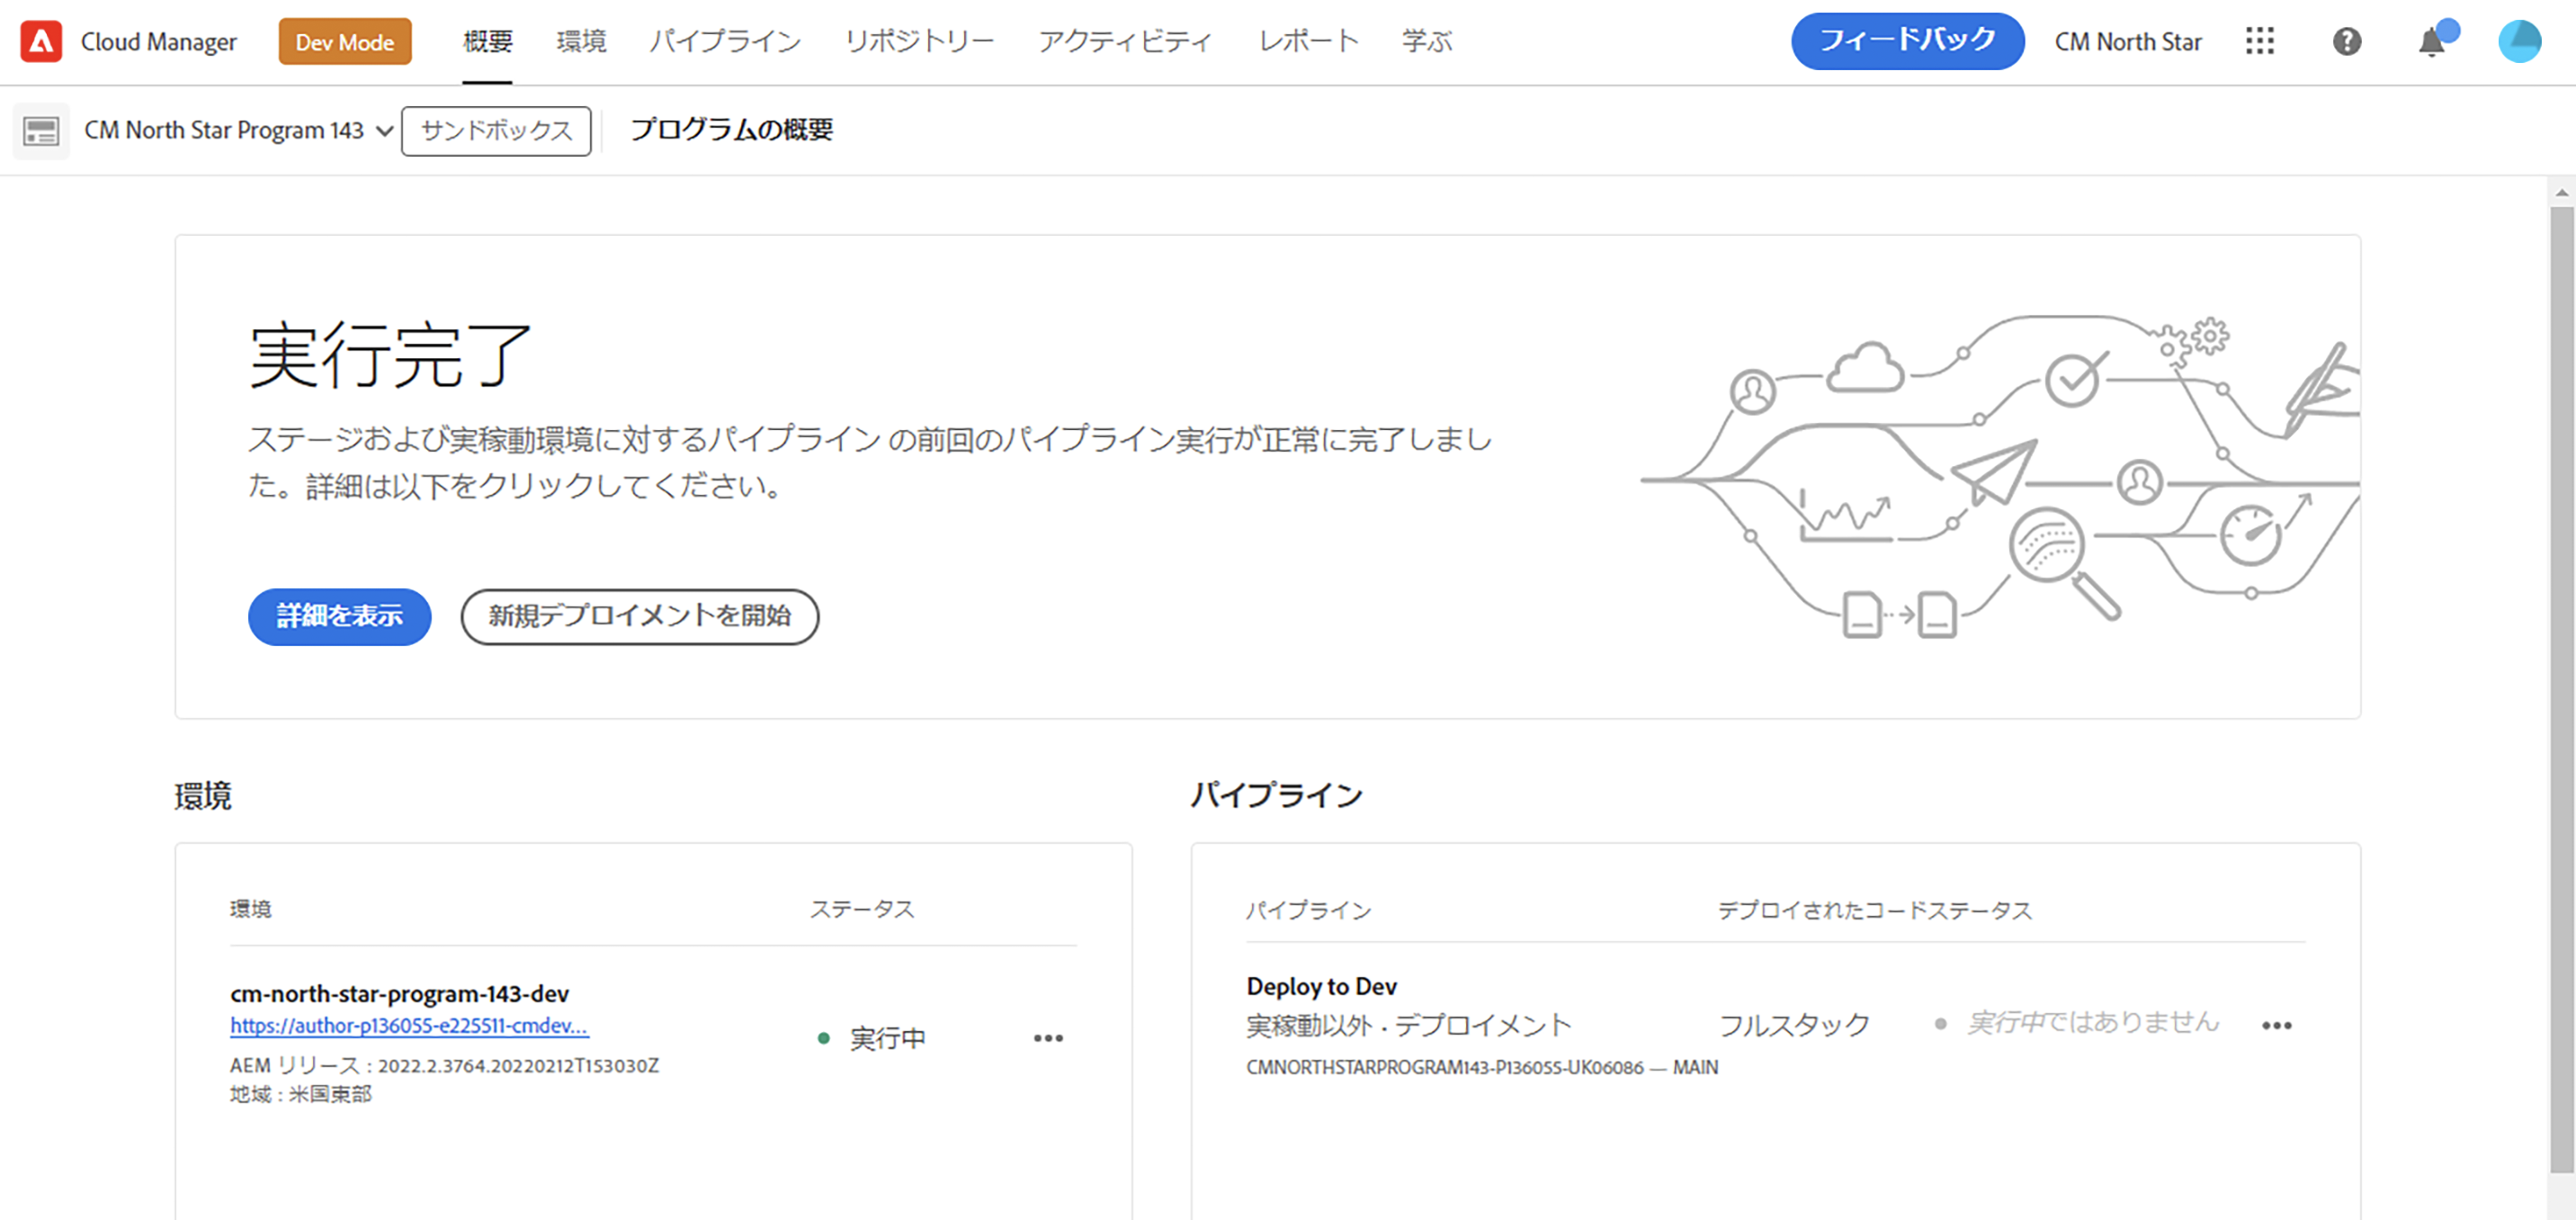 Cloud Manager
Dev Mode
概要
環境
パイプライン
リポジトリー
アクティビティ
レポート
学ぶ
フィードバック
CM North Star
CM North Star Program 143
サンドボックス
プログラムの概要
実行完了
ステージおよび実稼動環境に対するパイプライン の前回のパイプライン実行が正常に完了しまし
た。詳細は以下をクリックしてください。
詳細を表示
新規デプロイメントを開始
環境
環境
ステータス
cm-north-star-program-143-dev
https://author-p136055-e225511-cmdev...
実行中
AEM リリース : 2022.2.3764.20220212T153030Z
地域 : 米国東部
パイプライン
パイプライン
デプロイされたコードステータス
Deploy to Dev
実稼動以外・デプロイメント
フルスタック
実行中ではありません
CMNORTHSTARPROGRAM143-P136055-UK06086 — MAIN